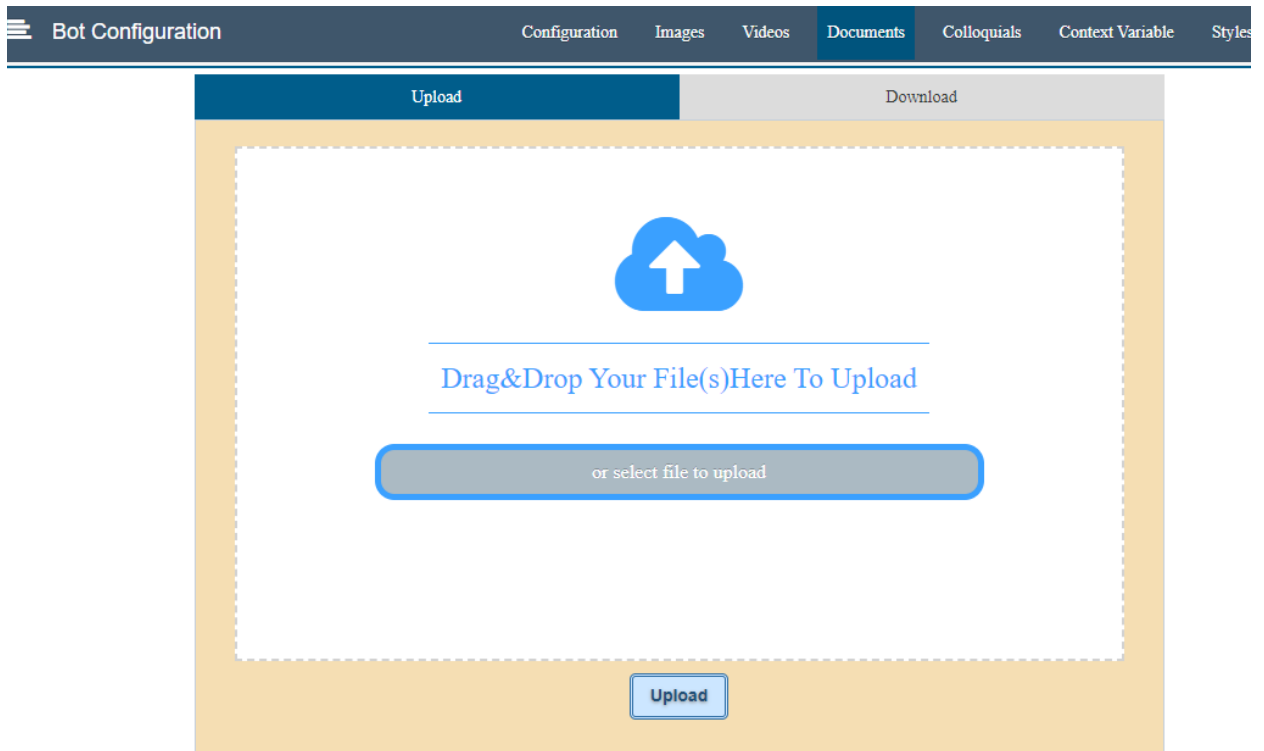 Bot Configuration Configuration Images Videos Documents Colloquials Context Variable Styles
Upload Download
Drag&Drop Your File(s)Here To Upload
or select file to upload
Upload